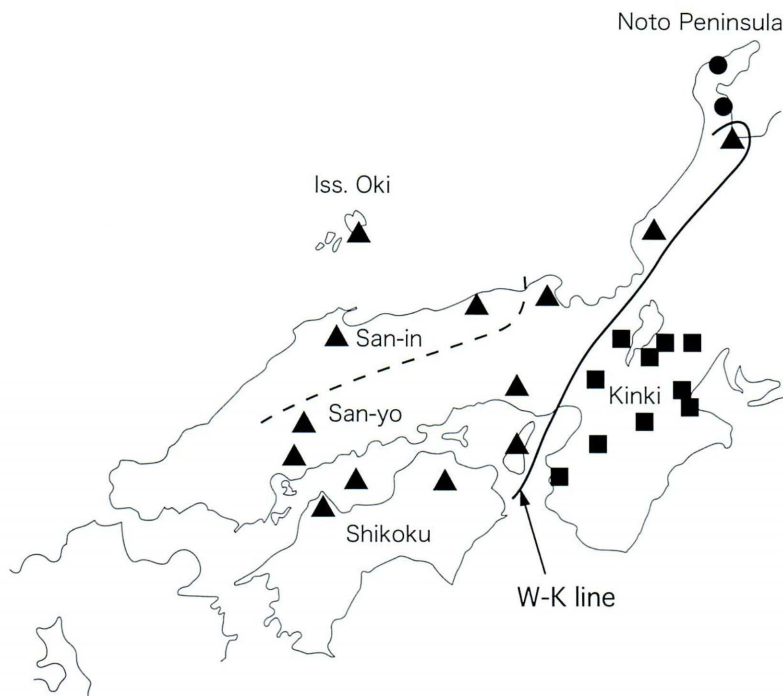 Noto Peninsula
Iss. Oki
San-in
San-yo
Kinki
Shikoku
W-K line